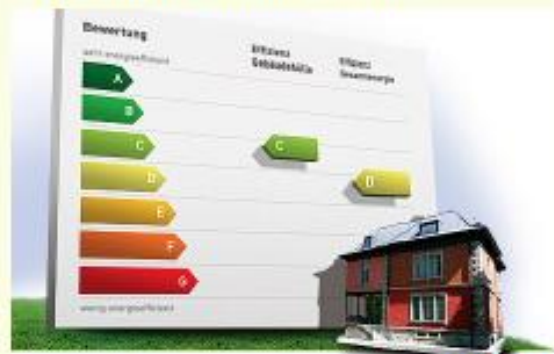 Bewertung
sehr energieeffizient
Effizienz
Gebäudehülle
Effizienz
Gesamtenergie
A
B
C
C
D
D
E
F
G
wenig energieeffizient